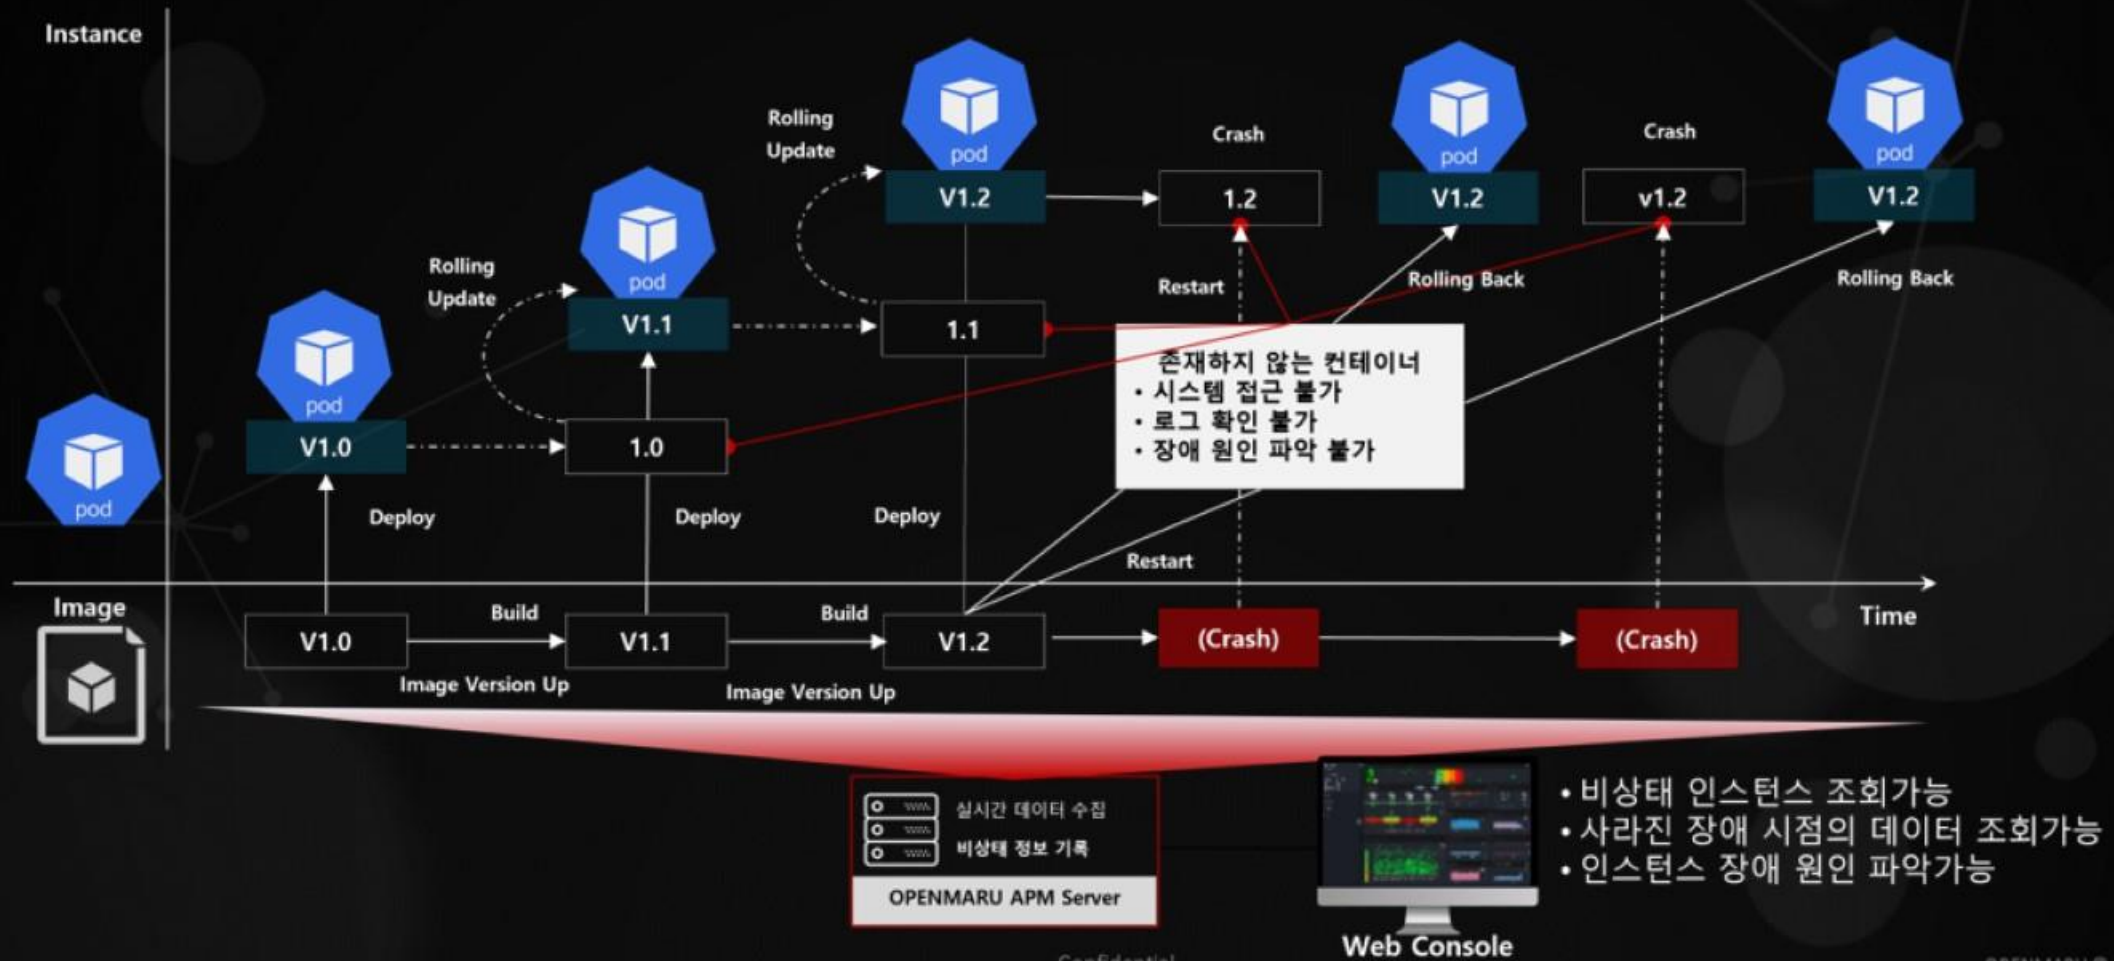 Instance
Rolling
Update
pod
V1.2
Crash
1.2
pod
V1.2
Crash
v1.2
pod
V1.2
Rolling
Update
pod
V1.1
1.1
Restart
Rolling Back
Rolling Back
pod
V1.0
1.0
pod
존재하지 않는 컨테이너
• 시스템 접근 불가
• 로그 확인 불가
• 장애 원인 파악 불가
Deploy
Deploy
Deploy
Restart
Image
Time
V1.0
Build
V1.1
Build
V1.2
(Crash)
(Crash)
Image Version Up
Image Version Up
실시간 데이터 수집
비상태 정보 기록
OPENMARU APM Server
Web Console
• 비상태 인스턴스 조회가능
• 사라진 장애 시점의 데이터 조회가능
• 인스턴스 장애 원인 파악가능
Confidential